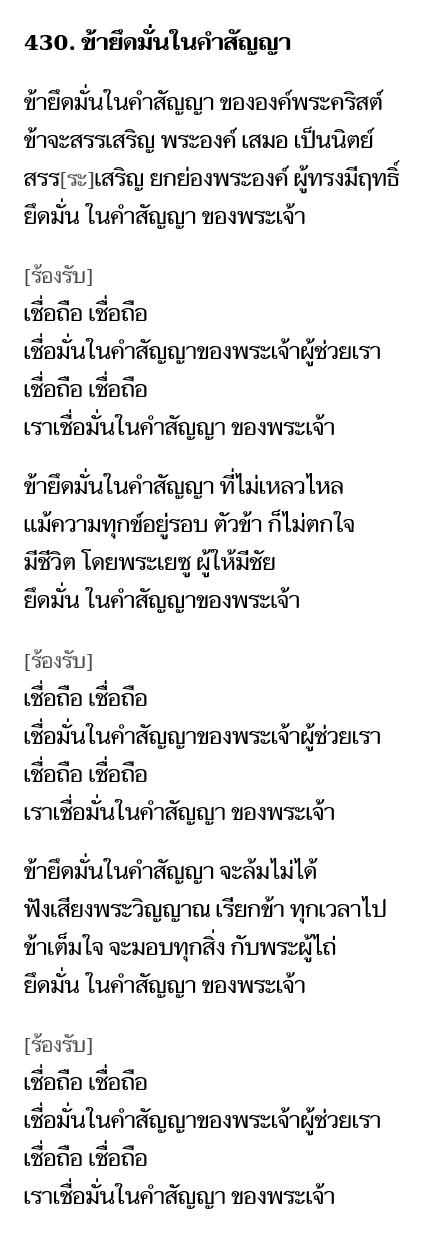 430. ข้ายึดมั่นในคำสัญญา
ข้ายึดมั่นในคำสัญญา ขององค์พระคริสต์
ข้าจะสรรเสริญ พระองค์ เสมอ เป็นนิตย์
สรร[ระ]เสริญ ยกย่องพระองค์ ผู้ทรงมีฤทธิ์
ยึดมั่น ในคำสัญญา ของพระเจ้า
[ร้องรับ]
เชื่อถือ เชื่อถือ
เชื่อมั่นในคำสัญญาของพระเจ้าผู้ช่วยเรา
เชื่อถือ เชื่อถือ
เราเชื่อมั่นในคำสัญญา ของพระเจ้า
ข้ายึดมั่นในคำสัญญา ที่ไม่เหลวไหล
แม้ความทุกข์อยู่รอบ ตัวข้า ก็ไม่ตกใจ
มีชีวิต โดยพระเยซู ผู้ให้มีชัย
ยึดมั่น ในคำสัญญาของพระเจ้า
[ร้องรับ]
เชื่อถือ เชื่อถือ
เชื่อมั่นในคำสัญญาของพระเจ้าผู้ช่วยเรา
เชื่อถือ เชื่อถือ
เราเชื่อมั่นในคำสัญญา ของพระเจ้า
ข้ายึดมั่นในคำสัญญา จะล้มไม่ได้
ฟังเสียงพระวิญญาณ เรียกข้า ทุกเวลาไป
ข้าเต็มใจ จะมอบทุกสิ่ง กับพระผู้ไถ่
ยึดมั่น ในคำสัญญา ของพระเจ้า
[ร้องรับ]
เชื่อถือ เชื่อถือ
เชื่อมั่นในคำสัญญาของพระเจ้าผู้ช่วยเรา
เชื่อถือ เชื่อถือ
เราเชื่อมั่นในคำสัญญา ของพระเจ้า